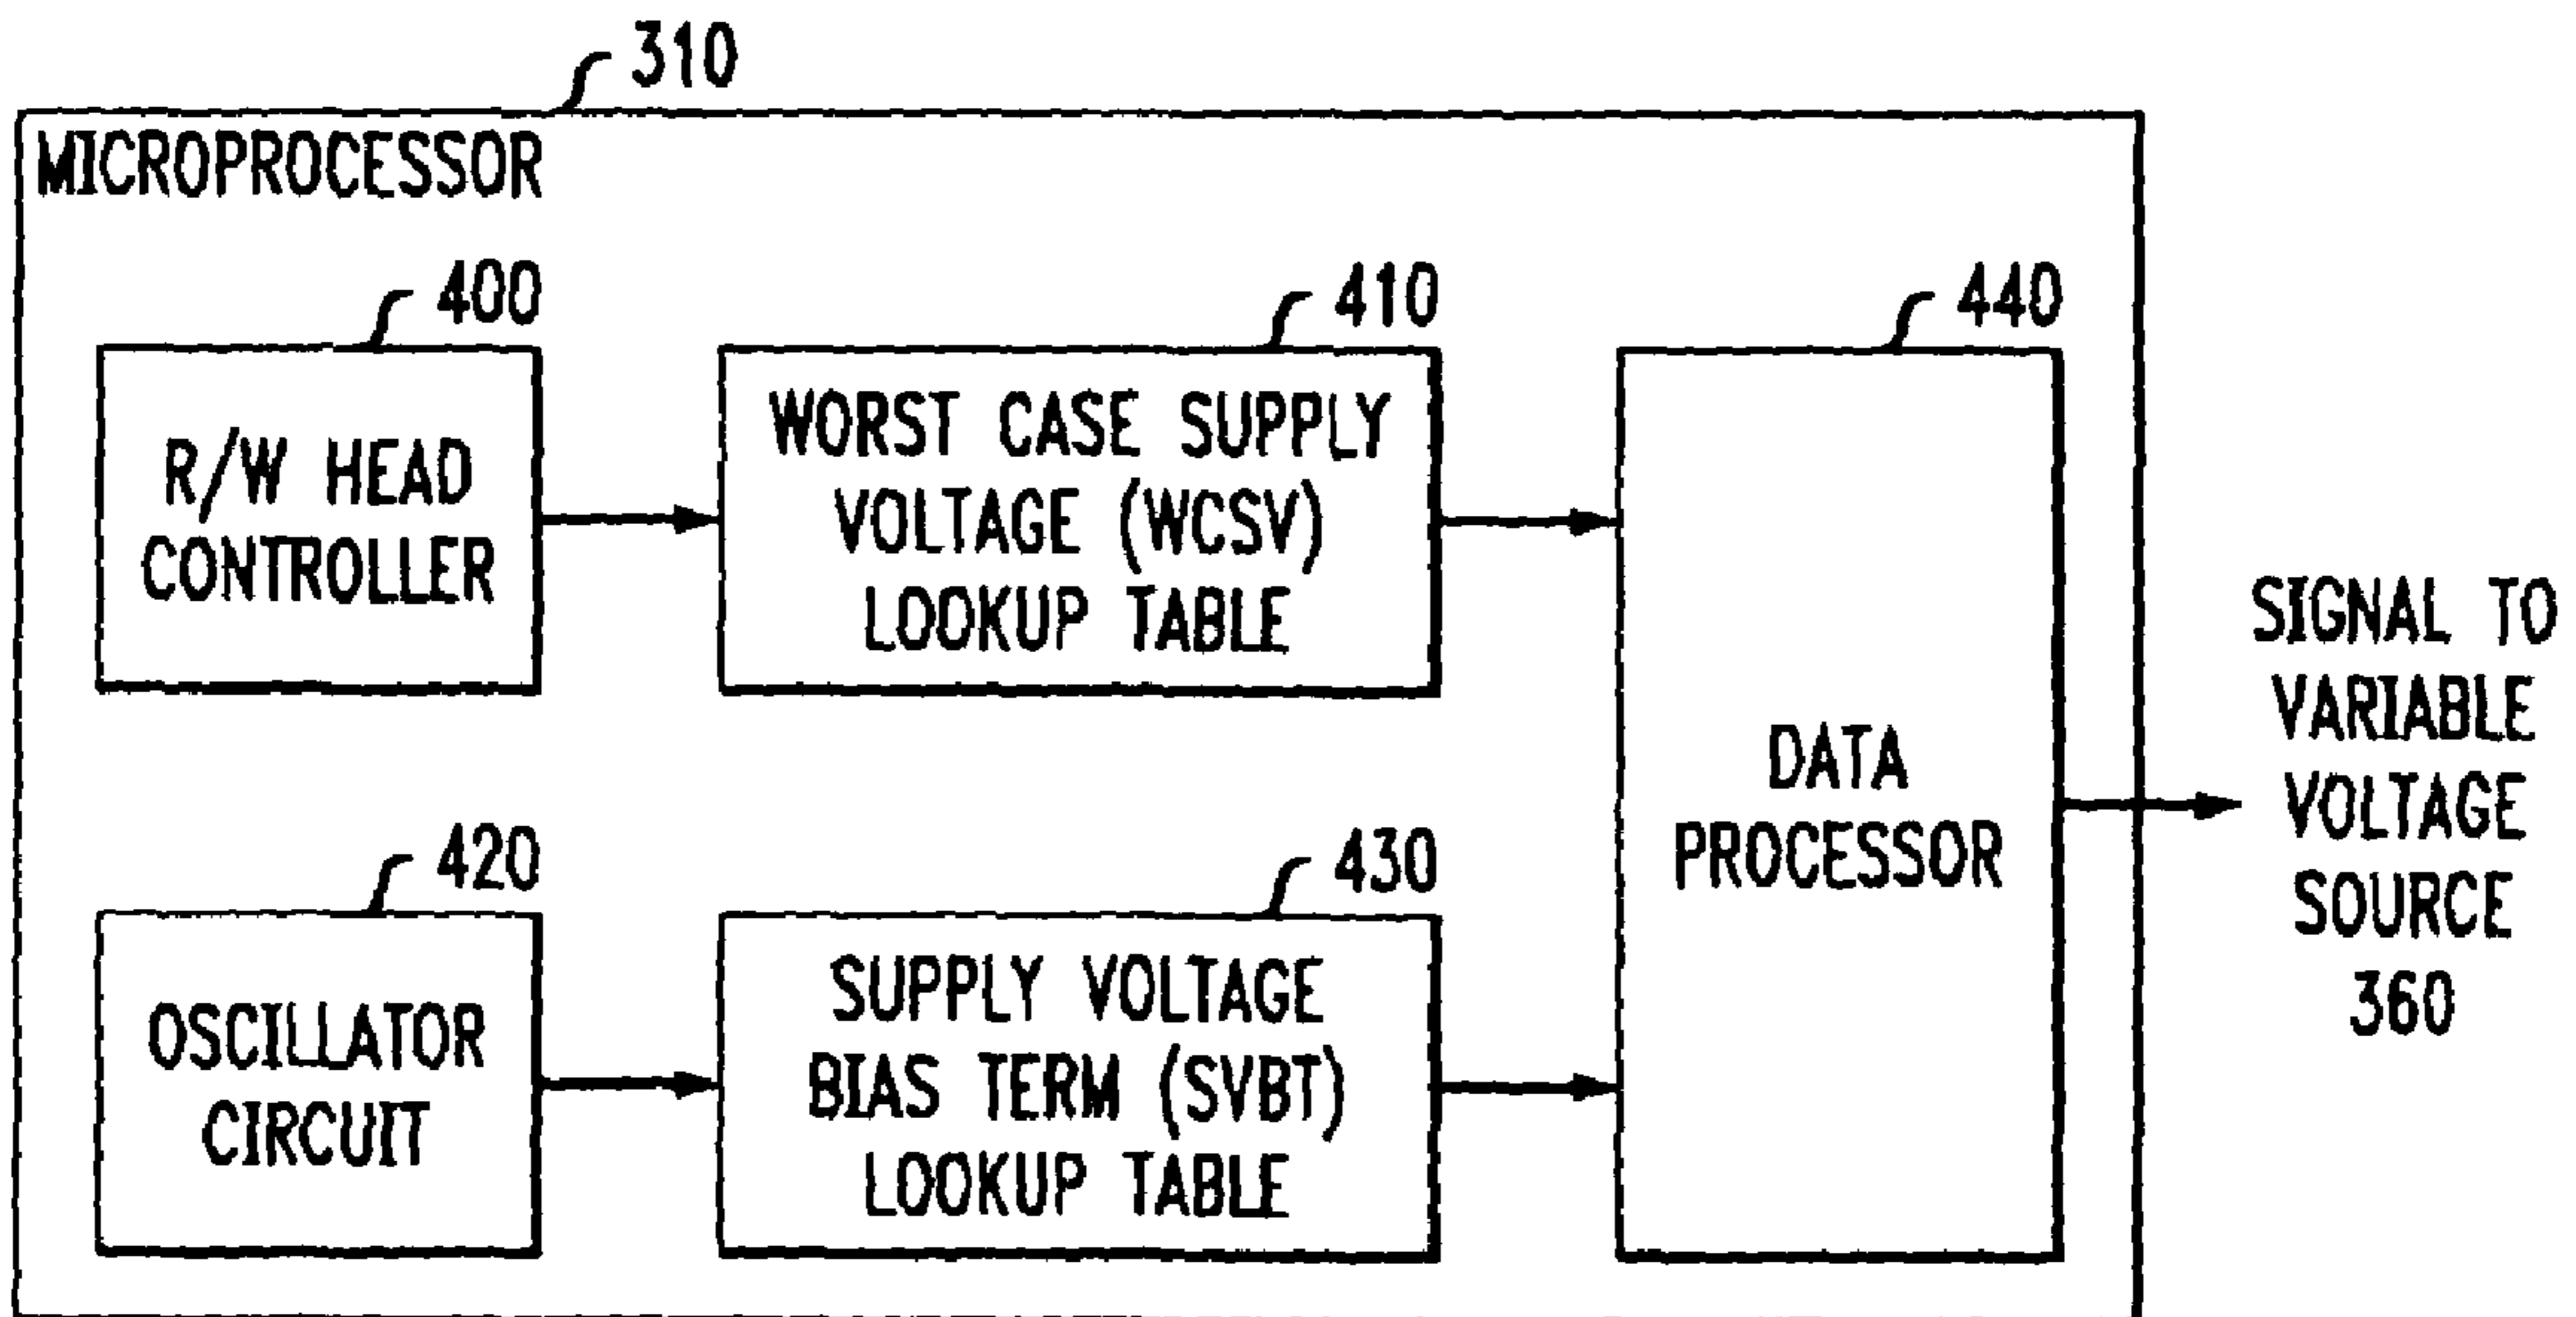 310
MICROPROCESSOR
400
R/W HEAD
CONTROLLER
410
WORST CASE SUPPLY
VOLTAGE (WCSV)
LOOKUP TABLE
440
DATA
PROCESSOR
420
OSCILLATOR
CIRCUIT
430
SUPPLY VOLTAGE
BIAS TERM (SVBT)
LOOKUP TABLE
SIGNAL TO
VARIABLE
VOLTAGE
SOURCE
360